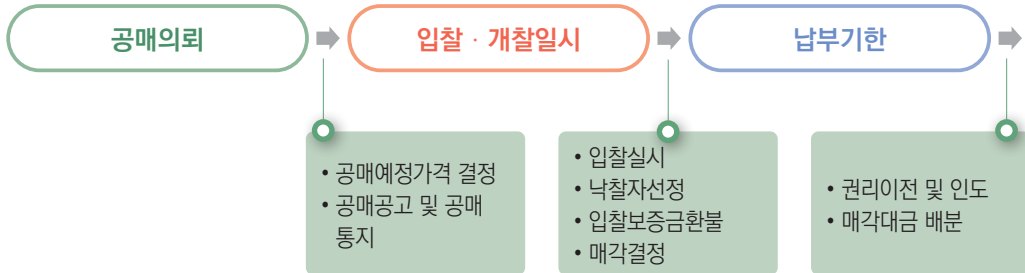 공매의뢰
입찰 · 개찰일시
납부기한
• 공매예정가격 결정
• 공매공고 및 공매
통지
• 입찰실시
• 낙찰자선정
• 입찰보증금환불
• 매각결정
• 권리이전 및 인도
• 매각대금 배분